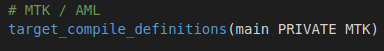 # MTK / AML
target_compile_definitions(main PRIVATE MTK)